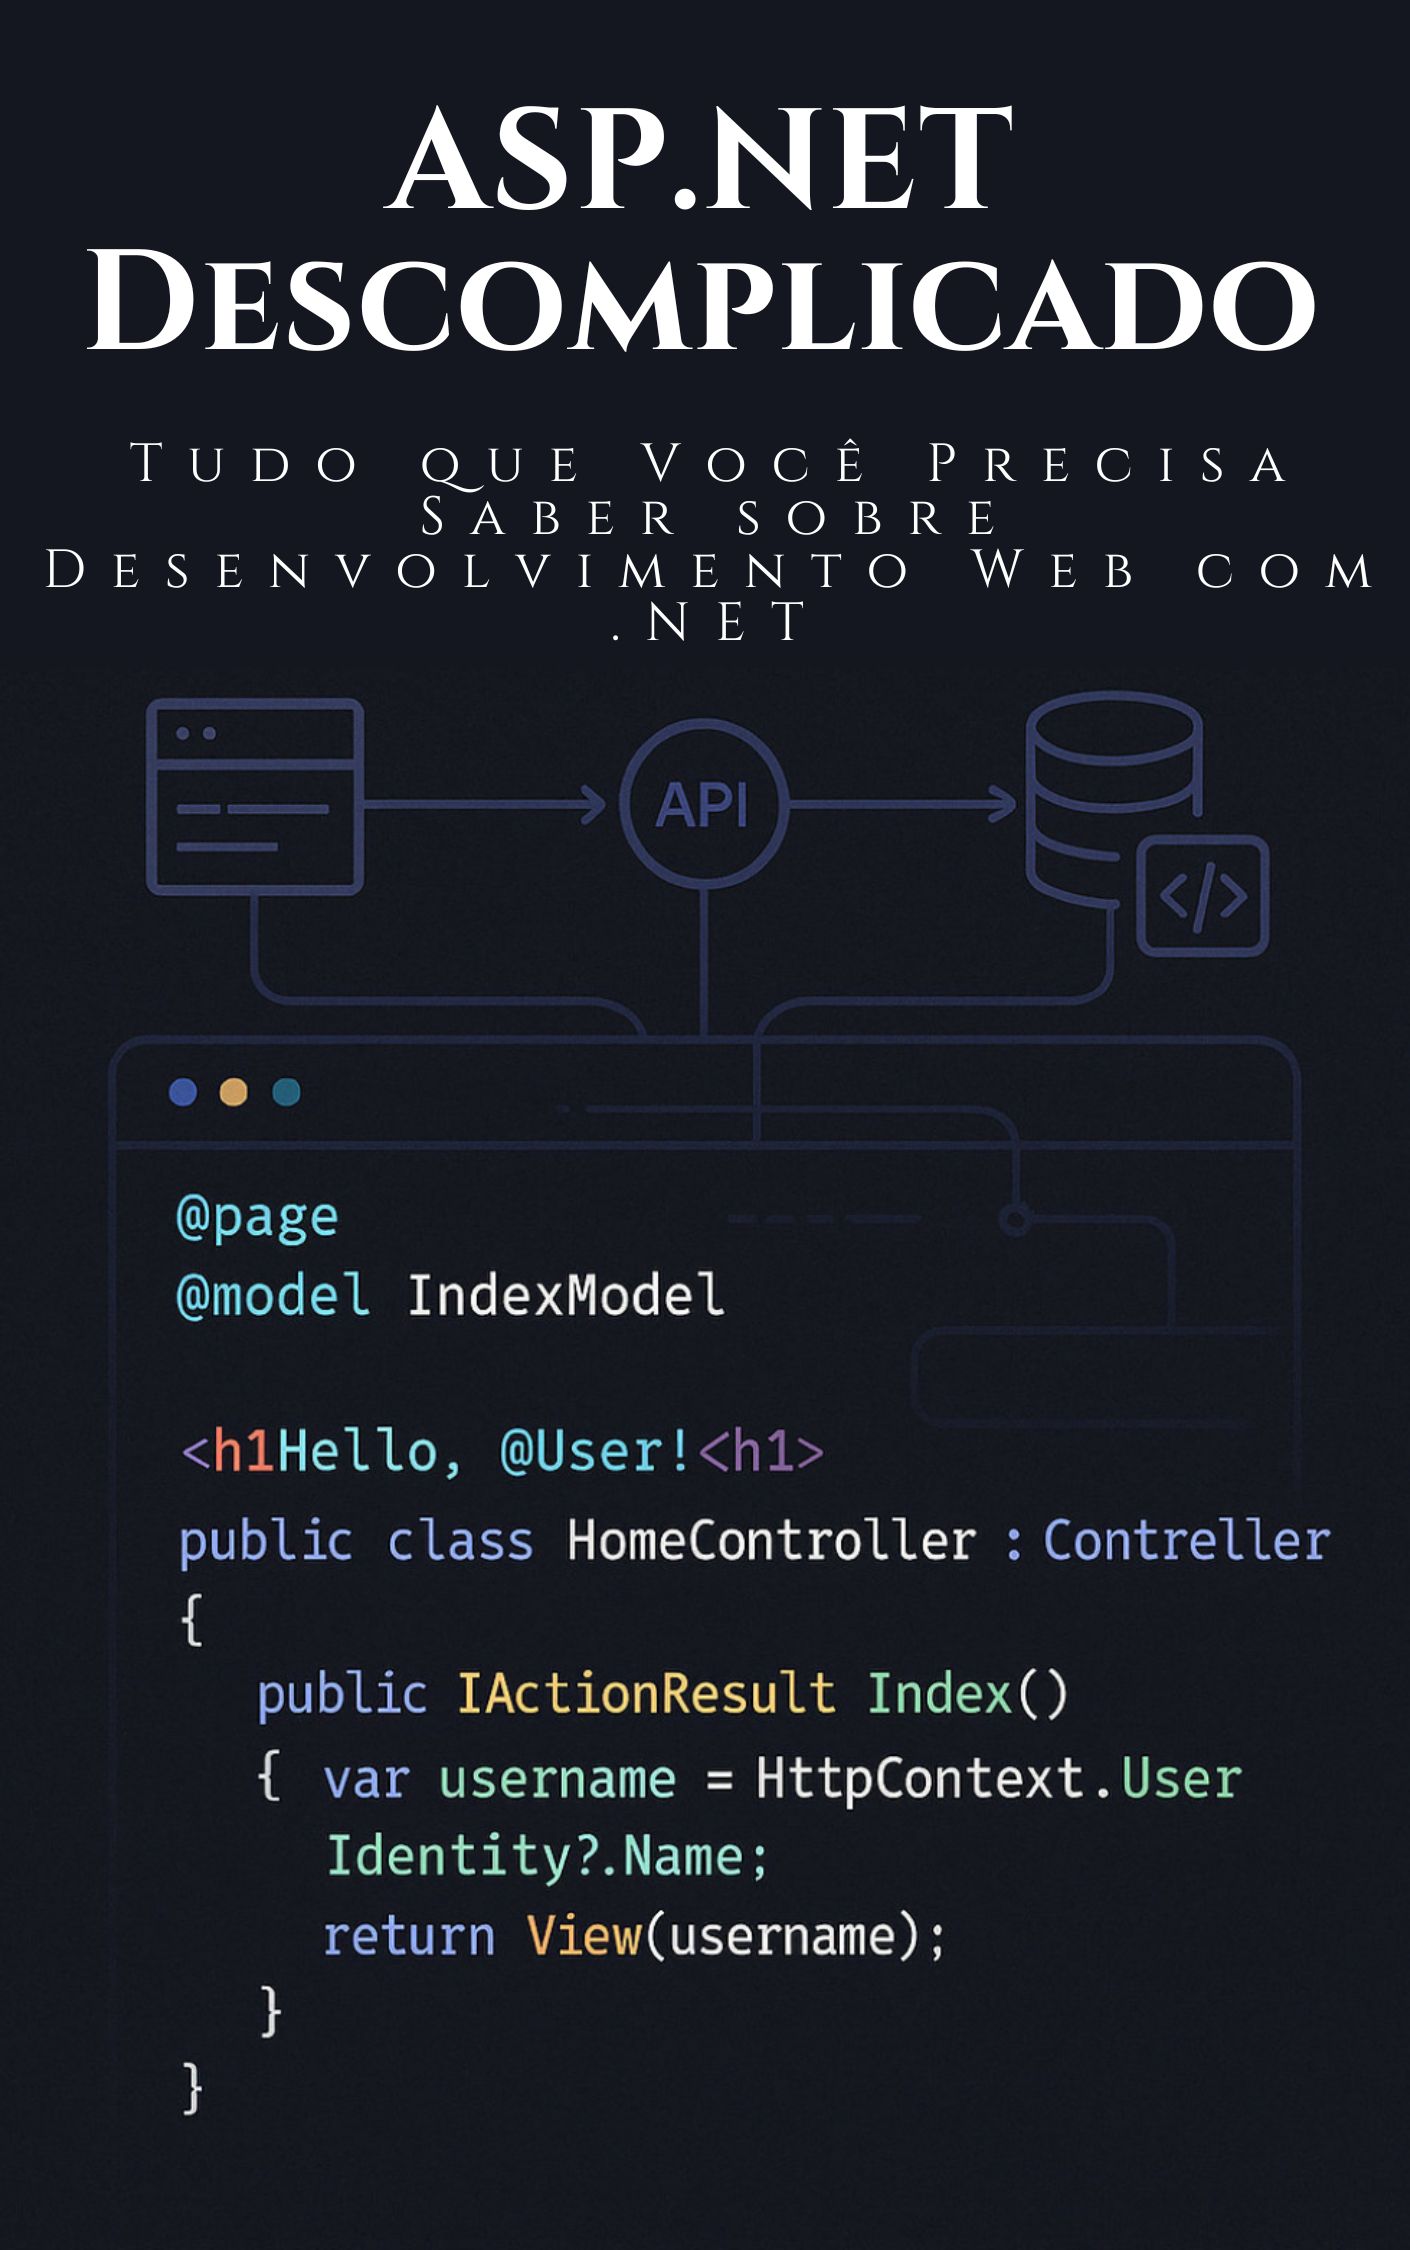 ASP.NET
Descomplicado
Tudo que Você Precisa
Saber sobre
Desenvolvimento Web com
.NET
API
</>
@page
@model IndexModel
<h1Hello, @User!<h1>
public class HomeController : Contreller
{
public IActionResult Index()
{ var username = HttpContext.User
Identity?.Name;
return View(username);
}
}